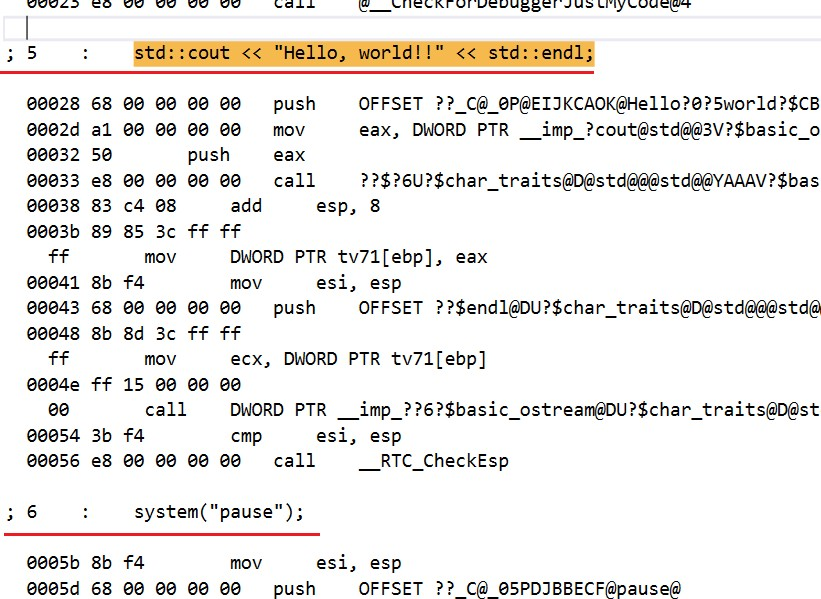 00023 e8 00 00 00 00 call @__CheckForDebuggerJustMyCode@4
; 5 : std::cout << "Hello, world!!" << std::endl;
00028 68 00 00 00 00 push OFFSET ??_C@_0P@EIJKCAOK@Hello?0?5world?$CB
0002d a1 00 00 00 00 mov eax, DWORD PTR __imp_?cout@std@@3V?$basic_o
00032 50 push eax
00033 e8 00 00 00 00 call ??$?6U?$char_traits@D@std@@@std@@YAAAV?$bas
00038 83 c4 08 add esp, 8
0003b 89 85 3c ff ff
ff mov DWORD PTR tv71[ebp], eax
00041 8b f4 mov esi, esp
00043 68 00 00 00 00 push OFFSET ??$endl@DU?$char_traits@D@std@@@std@
00048 8b 8d 3c ff ff
ff mov ecx, DWORD PTR tv71[ebp]
0004e ff 15 00 00 00
00 call DWORD PTR __imp_??6?$basic_ostream@DU?$char_traits@D@st
00054 3b f4 cmp esi, esp
00056 e8 00 00 00 00 call __RTC_CheckEsp
; 6 : system("pause");
0005b 8b f4 mov esi, esp
0005d 68 00 00 00 00 push OFFSET ??_C@_05PDJBBECF@pause@